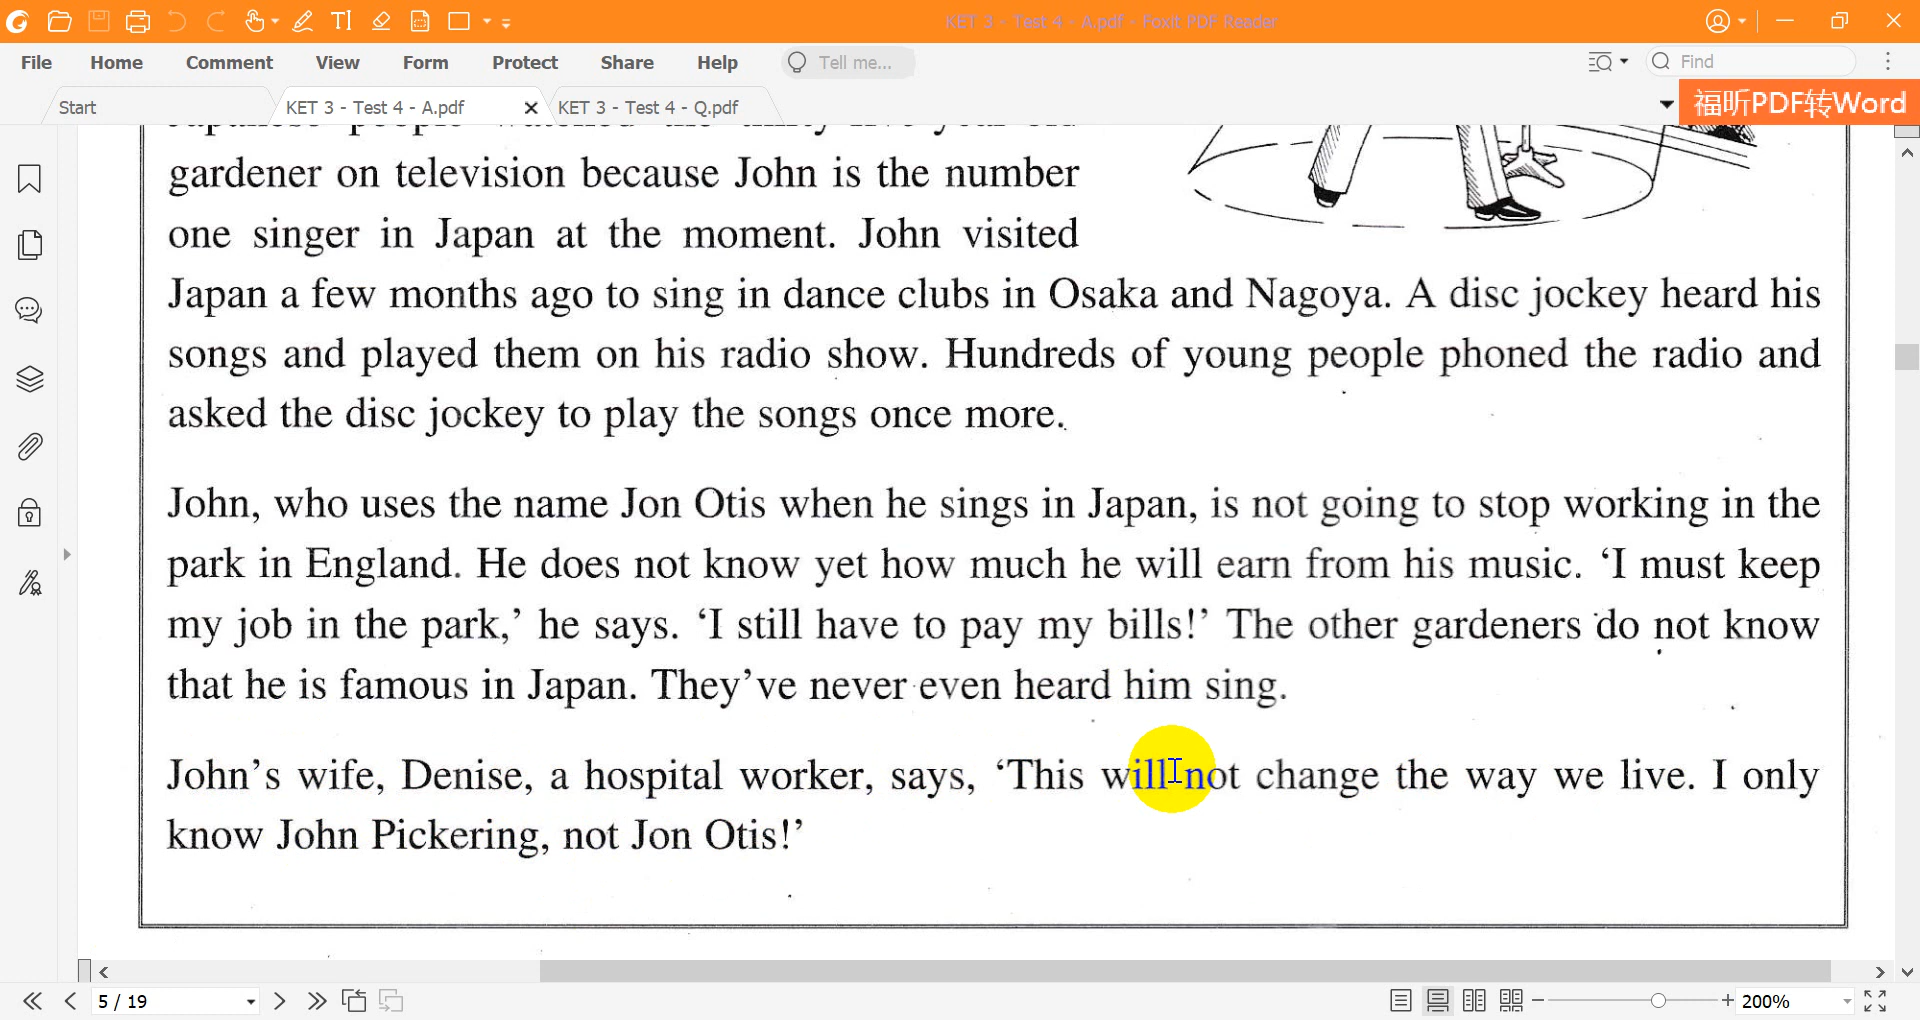 KET 3 - Test 4 - A.pdf - Foxit PDF Reader
File Home Comment View Form Protect Share Help Tell me... Find
Start KET 3 - Test 4 - A.pdf KET 3 - Test 4 - Q.pdf 福昕PDF转Word
gardener on television because John is the number
one singer in Japan at the moment. John visited
Japan a few months ago to sing in dance clubs in Osaka and Nagoya. A disc jockey heard his
songs and played them on his radio show. Hundreds of young people phoned the radio and
asked the disc jockey to play the songs once more.
John, who uses the name Jon Otis when he sings in Japan, is not going to stop working in the
park in England. He does not know yet how much he will earn from his music. ‘I must keep
my job in the park,’ he says. ‘I still have to pay my bills!’ The other gardeners do not know
that he is famous in Japan. They’ve never even heard him sing.
John’s wife, Denise, a hospital worker, says, ‘This will not change the way we live. I only
know John Pickering, not Jon Otis!’
5 / 19 200%